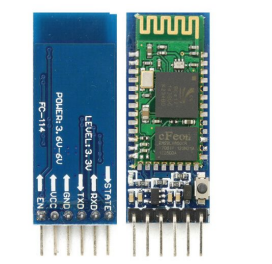 FC-114
POWER:3.6V-6V
LEVEL:3.3V
EN
VCC
GND
TXD
RXD
STATE